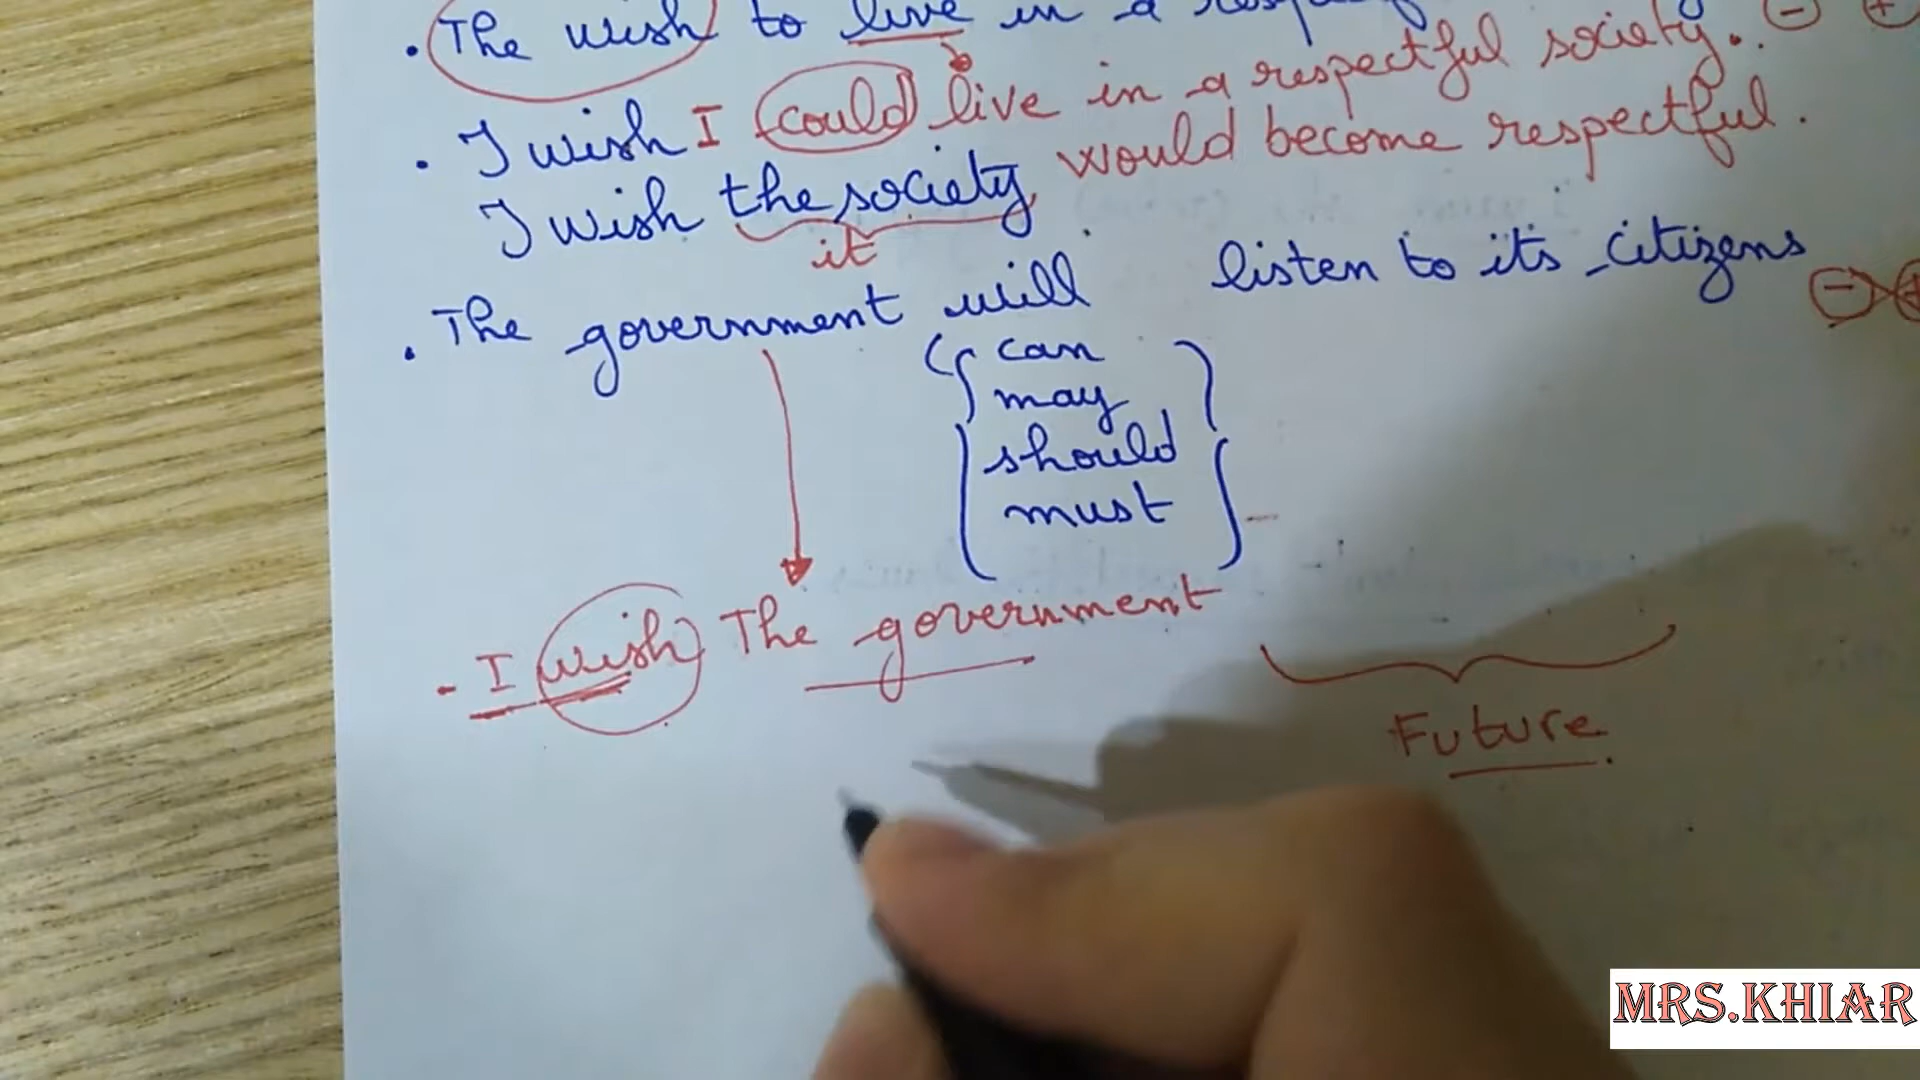 . The wish to live in a
. I wish I could live in a respectful society.
I wish the society would become respectful.
it
. The government will listen to its citizens
can
may
should
must
- I wish The government
Future.
MRS.KHIAR